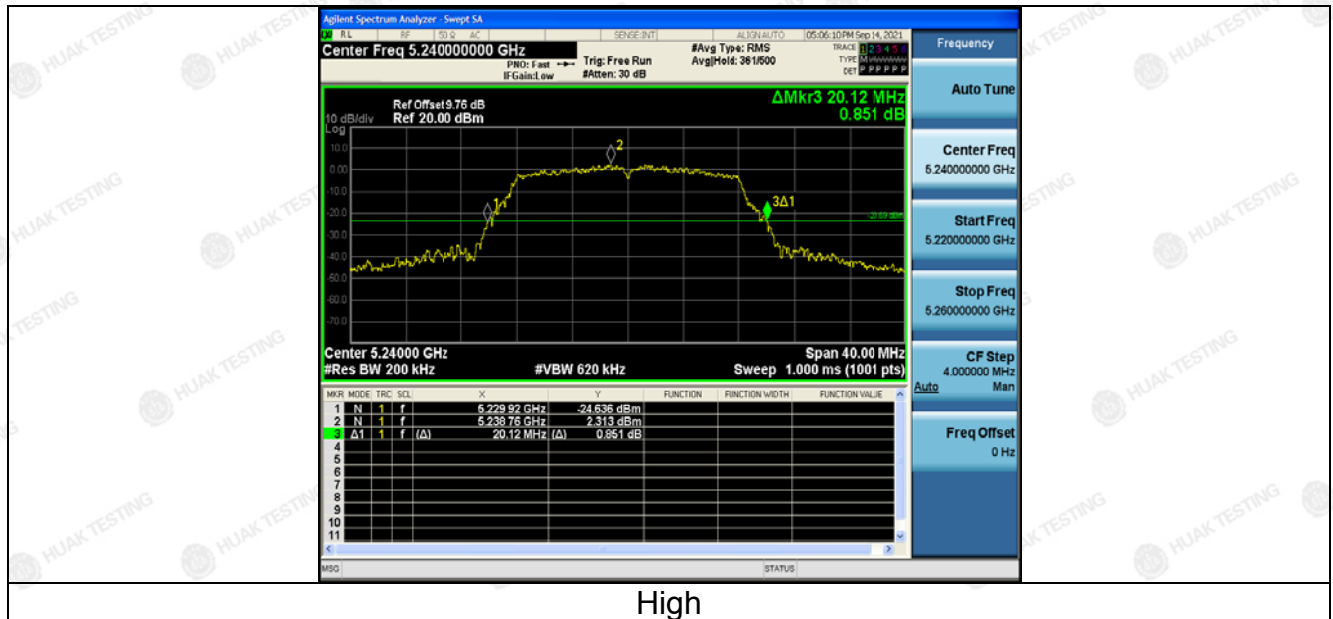 Agilent Spectrum Analyzer - Swept SA
RL RF 50 Ω AC SENSE:INT ALIGNAUTO 05:06:10PM Sep 14, 2021
Center Freq 5.240000000 GHz
#Avg Type: RMS
TRACE 1 2 3 4 5 6
PNO: Fast
Trig: Free Run
Avg|Hold: 361/500
TYPE M
IFGain:Low
#Atten: 30 dB
DET P P P P P P
ΔMkr3 20.12 MHz
0.851 dB
Ref Offset 9.76 dB
10 dB/div Ref 20.00 dBm
Log
10.0
0.00
-10.0
-20.0
-30.0
-40.0
-50.0
-60.0
-70.0
1
2
3Δ1
Center 5.24000 GHz Span 40.00 MHz
#Res BW 200 kHz #VBW 620 kHz Sweep 1.000 ms (1001 pts)
MKR MODE TRC SCL X Y FUNCTION FUNCTION WIDTH FUNCTION VALUE
1 N 1 f 5.229 92 GHz -24.636 dBm
2 N 1 f 5.238 76 GHz 2.313 dBm
3 Δ1 1 f (Δ) 20.12 MHz (Δ) 0.851 dB
4
5
6
7
8
9
10
11
MSG STATUS
Frequency
Auto Tune
Center Freq
5.240000000 GHz
Start Freq
5.220000000 GHz
Stop Freq
5.260000000 GHz
CF Step
4.000000 MHz
Auto Man
Freq Offset
0 Hz
High
HUAK TESTING